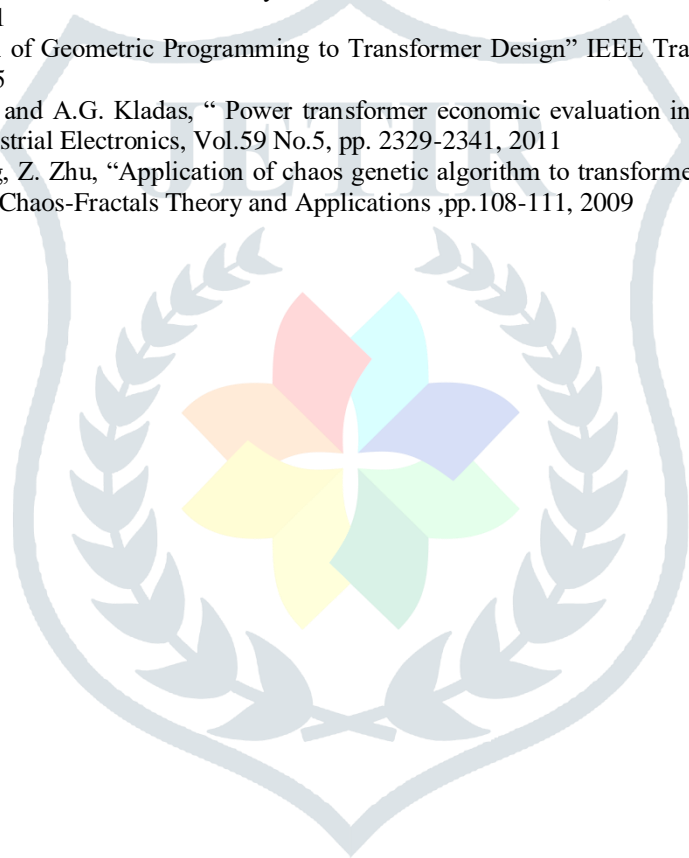 of Geometric Programming to Transformer Design” IEEE Tra
5
and A.G. Kladas, “ Power transformer economic evaluation in
strial Electronics, Vol.59 No.5, pp. 2329-2341, 2011
, Z. Zhu, “Application of chaos genetic algorithm to transforme
Chaos-Fractals Theory and Applications ,pp.108-111, 2009
JETIR